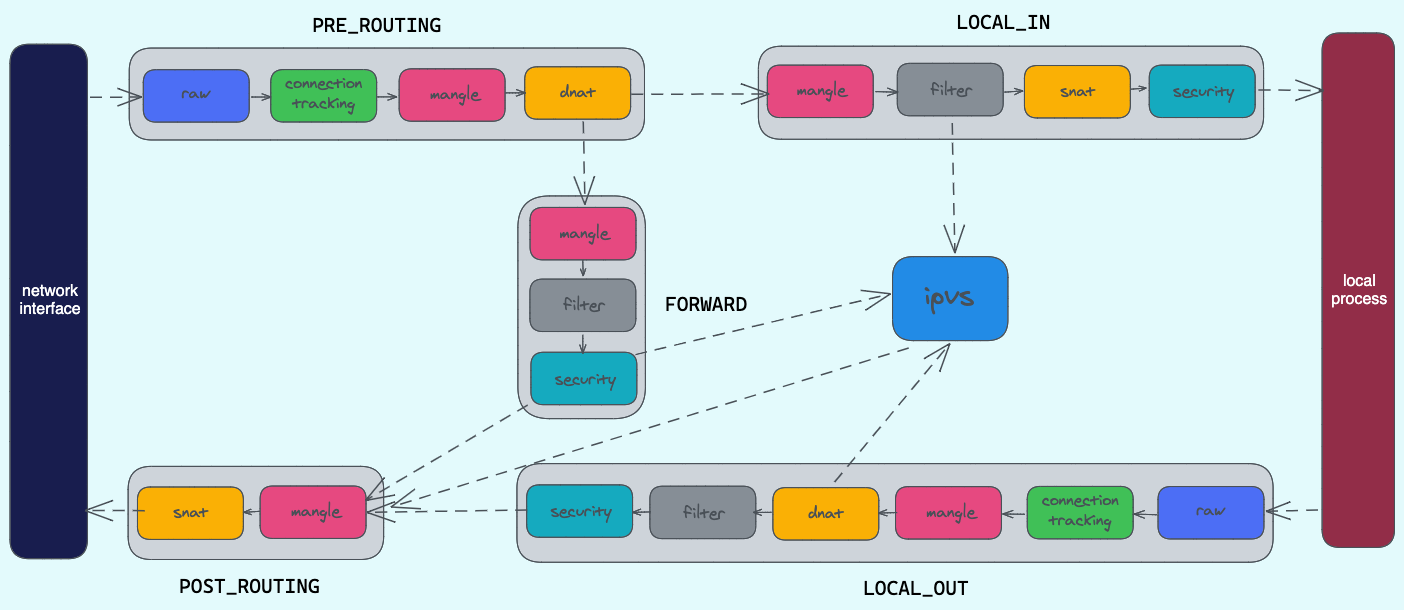 PRE_ROUTING
LOCAL_IN
raw
connection
tracking
mangle
dnat
mangle
filter
snat
security
mangle
filter
security
FORWARD
ipvs
network
interface
local
process
snat
mangle
security
filter
dnat
mangle
connection
tracking
raw
POST_ROUTING
LOCAL_OUT